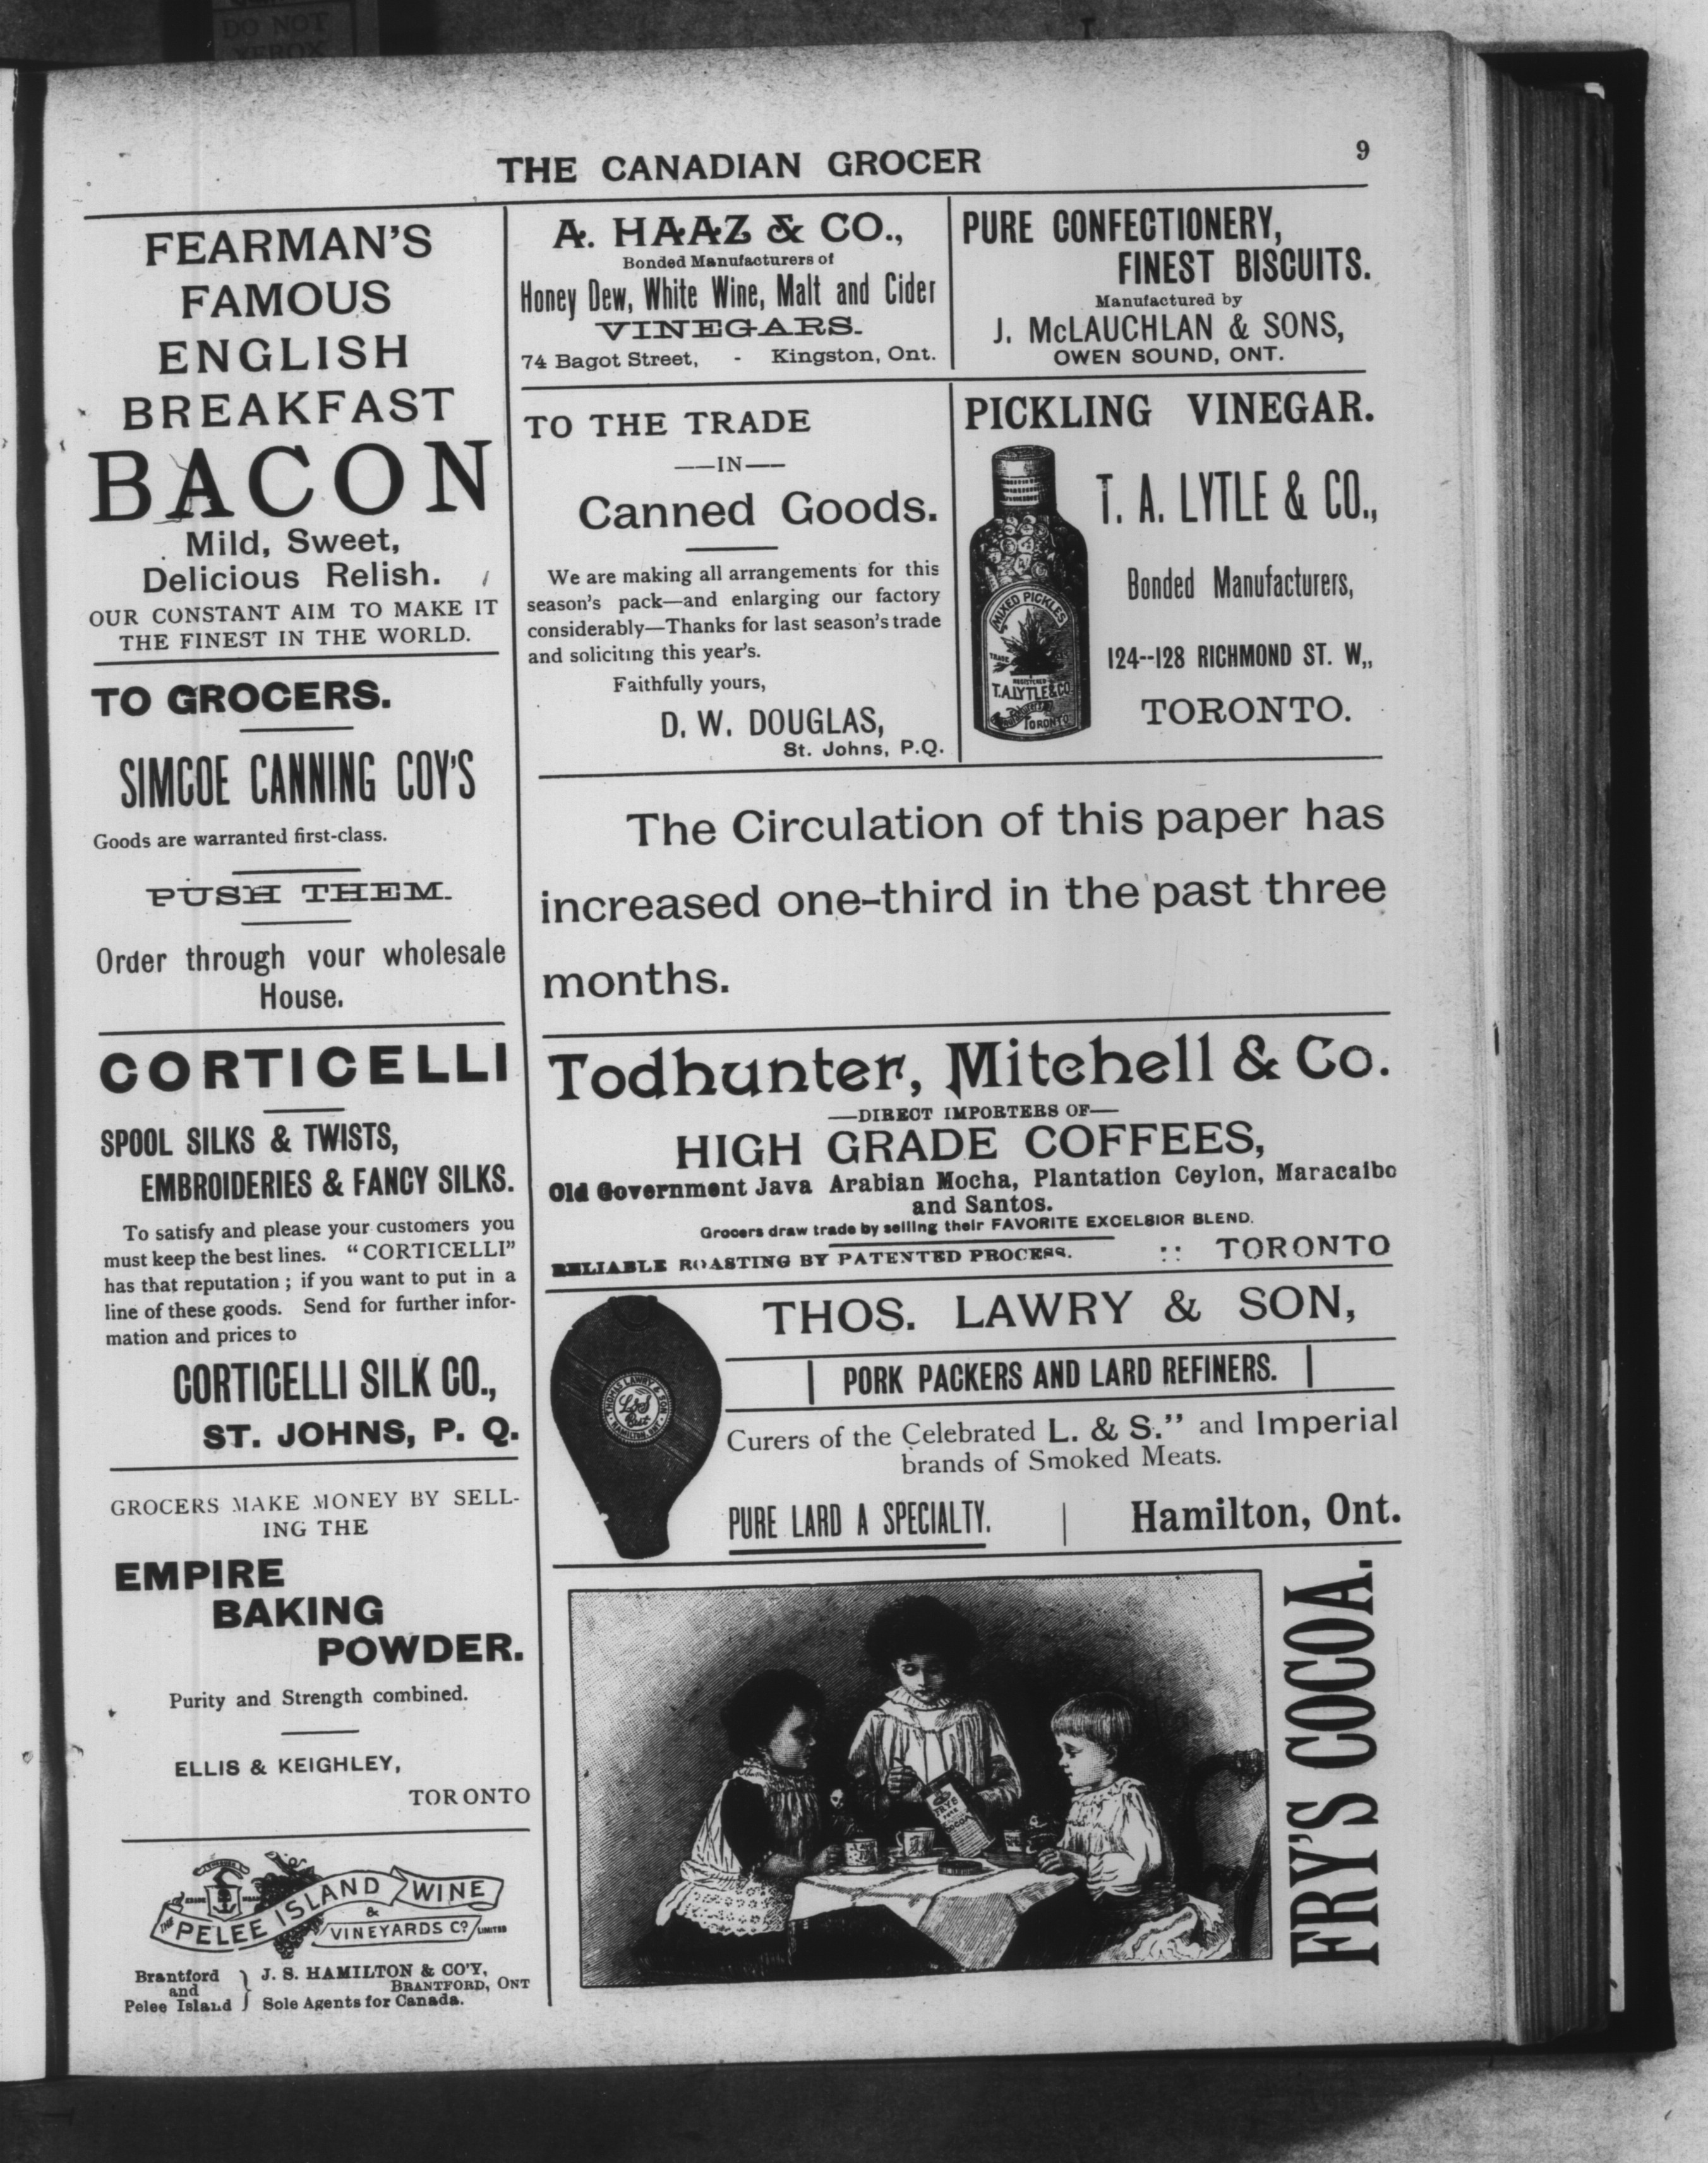 DO NOT
XEROX
THE CANADIAN GROCER
9
FEARMAN'S
FAMOUS
ENGLISH
BREAKFAST
BACON
Mild, Sweet,
Delicious Relish.
OUR CONSTANT AIM TO MAKE IT
THE FINEST IN THE WORLD.
TO GROCERS.
SIMCOE CANNING COY'S
Goods are warranted first-class.
PUSH THEM.
Order through vour wholesale
House.
CORTICELLI
SPOOL SILKS & TWISTS,
EMBROIDERIES & FANCY SILKS.
To satisfy and please your customers you
must keep the best lines. "CORTICELLI"
has that reputation; if you want to put in a
line of these goods. Send for further infor-
mation and prices to
CORTICELLI SILK CO.,
ST. JOHNS, P. Q.
GROCERS MAKE MONEY BY SELL-
ING THE
EMPIRE
BAKING
POWDER.
Purity and Strength combined.
ELLIS & KEIGHLEY,
TORONTO
THE PELEE ISLAND WINE
&
VINEYARDS Co. LIMITED
Brantford
and
Pelee Island
J. S. HAMILTON & CO'Y,
BRANTFORD, ONT
Sole Agents for Canada.
A. HAAZ & CO.,
Bonded Manufacturers of
Honey Dew, White Wine, Malt and Cider
VINEGARS.
74 Bagot Street, - Kingston, Ont.
PURE CONFECTIONERY,
FINEST BISCUITS.
Manufactured by
J. McLAUCHLAN & SONS,
OWEN SOUND, ONT.
TO THE TRADE
—IN—
Canned Goods.
We are making all arrangements for this
season's pack—and enlarging our factory
considerably—Thanks for last season's trade
and soliciting this year's.
Faithfully yours,
D. W. DOUGLAS,
St. Johns, P.Q.
PICKLING VINEGAR.
T. A. LYTLE & CO.,
Bonded Manufacturers,
124--128 RICHMOND ST. W.,
TORONTO.
MIXED PICKLES
TRADE
REGISTERED
T.A.LYTLE & CO
TORONTO
The Circulation of this paper has
increased one-third in the past three
months.
Todhunter, Mitchell & Co.
—DIRECT IMPORTERS OF—
HIGH GRADE COFFEES,
Old Government Java Arabian Mocha, Plantation Ceylon, Maracaibo
and Santos.
Grocers draw trade by selling their FAVORITE EXCELSIOR BLEND.
RELIABLE ROASTING BY PATENTED PROCESS. :: TORONTO
THOS. LAWRY & SON,
PORK PACKERS AND LARD REFINERS.
Curers of the Celebrated L. & S." and Imperial
brands of Smoked Meats.
PURE LARD A SPECIALTY. | Hamilton, Ont.
THOMAS LAWRY & SON
L&S
HAMILTON, ONT.
FRY'S COCOA.
FRY'S
PURE
COCOA